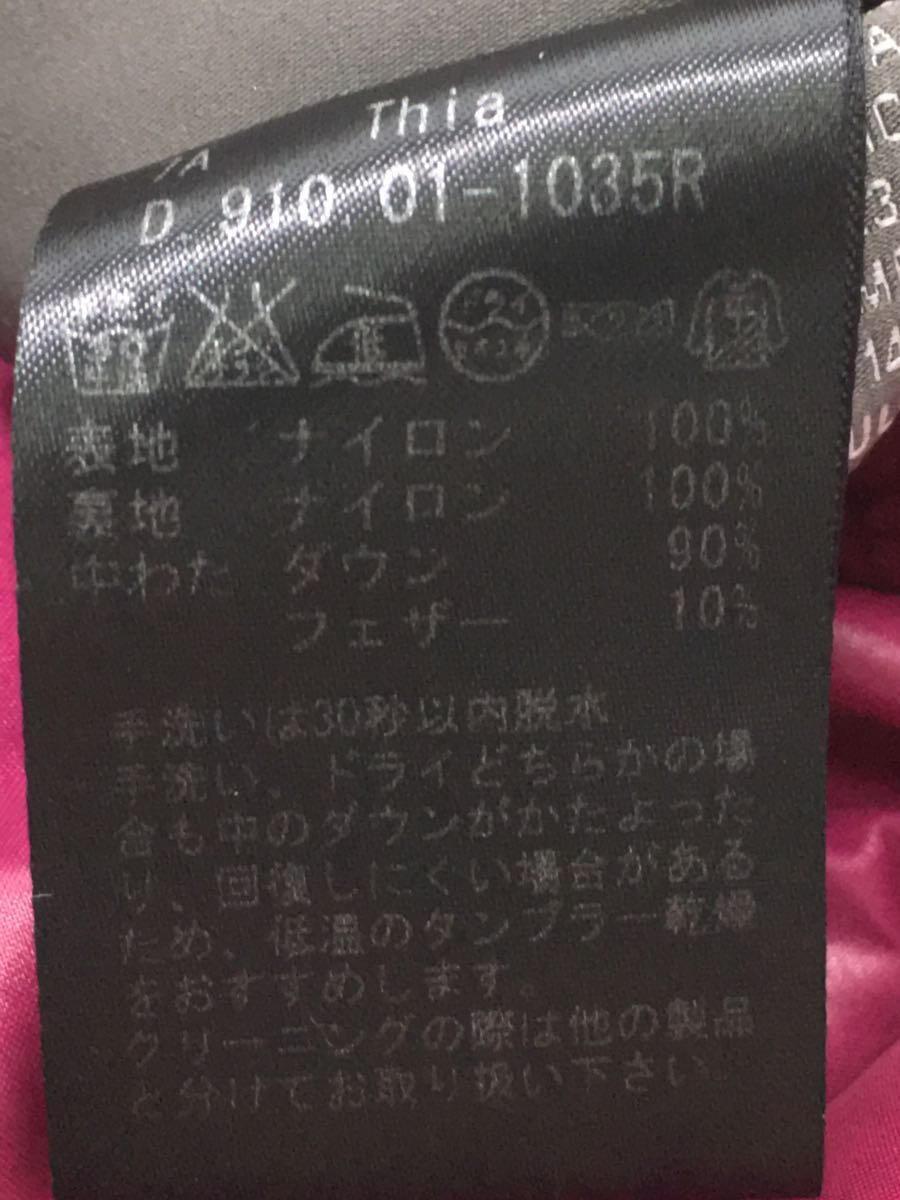 Thia
D. 910 01-1035R
表地 ナイロン 100%
裏地 ナイロン 100%
中わた ダウン 90%
フェザー 10%
手洗いは30秒以内脱水
手洗い、ドライどちらかの場
合も中のダウンがかたよった
り、回復しにくい場合がある
ため、低温のタンブラー乾燥
をおすすめします。
クリーニングの際は他の製品
と分けてお取り扱い下さい。